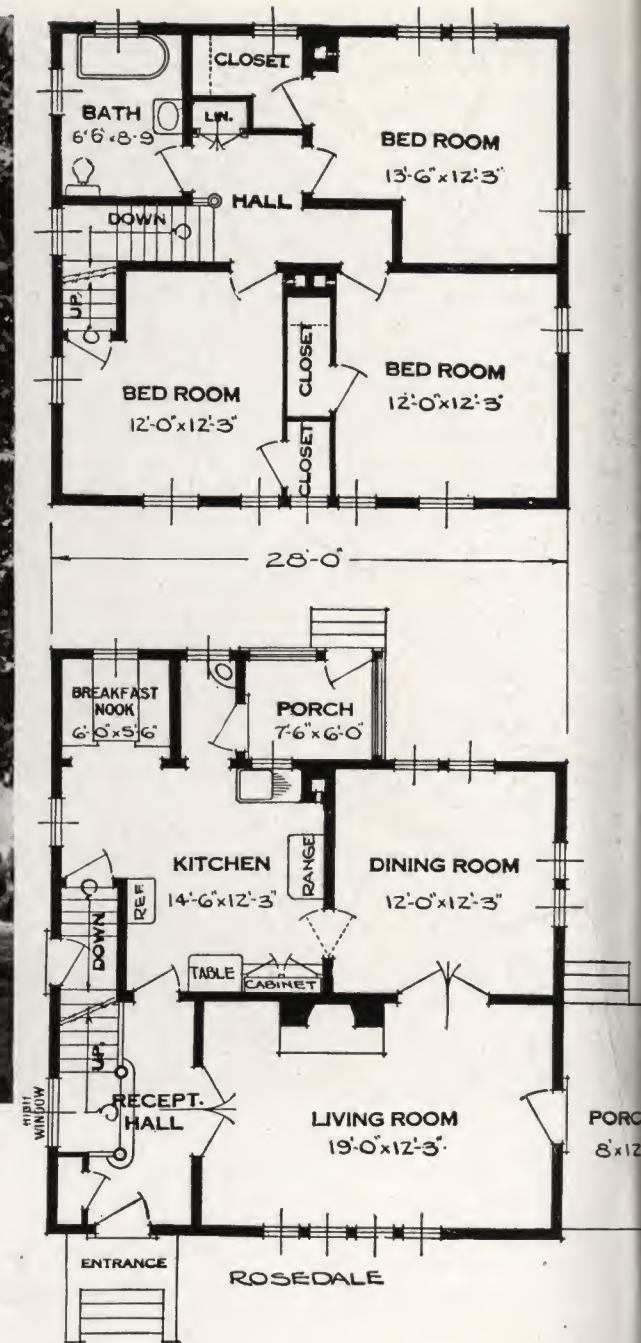 CLOSET
BATH
6'6"x8'-9
LIN.
BED ROOM
13'-6"x12'-3"
HALL
DOWN
UP.
BED ROOM
12'-0"x12'-3"
CLOSET
CLOSET
BED ROOM
12'-0"x12'-3"
28'-0"
BREAKFAST
NOOK
6'-0"x5'-6"
PORCH
7'-6"x6'-0"
KITCHEN
14'-6"x12'-3"
REF.
RANGE
DINING ROOM
12'-0"x12'-3"
DOWN
TABLE
CABINET
UP.
HIGH
WINDOW
RECEPT.
HALL
LIVING ROOM
19'-0"x12'-3"
PORC
8'x12
ENTRANCE
ROSEDALE